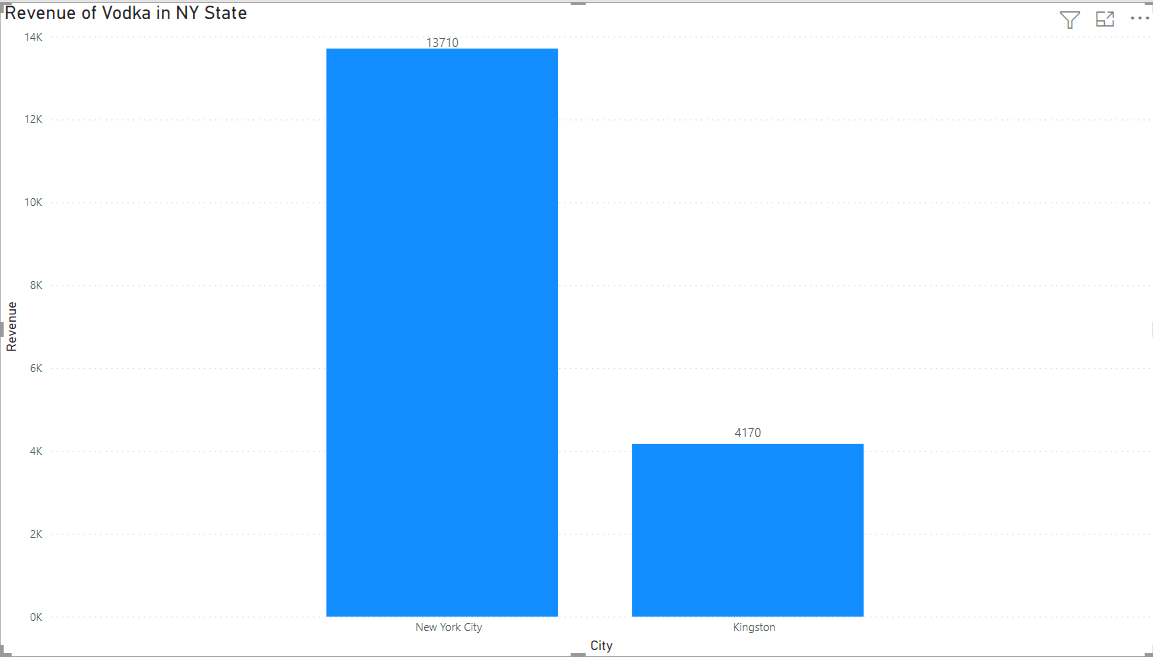 Revenue of Vodka in NY State
14K
12K
10K
8K
6K
4K
2K
0K
Revenue
13710
4170
New York City
Kingston
City